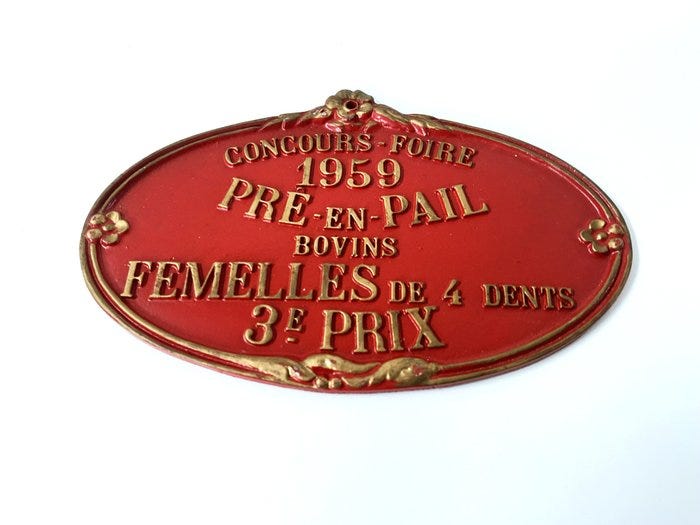 CONCOURS-FOIRE
1959
PRÉ-EN-PAIL
BOVINS
FEMELLES DE 4 DENTS
3E PRIX